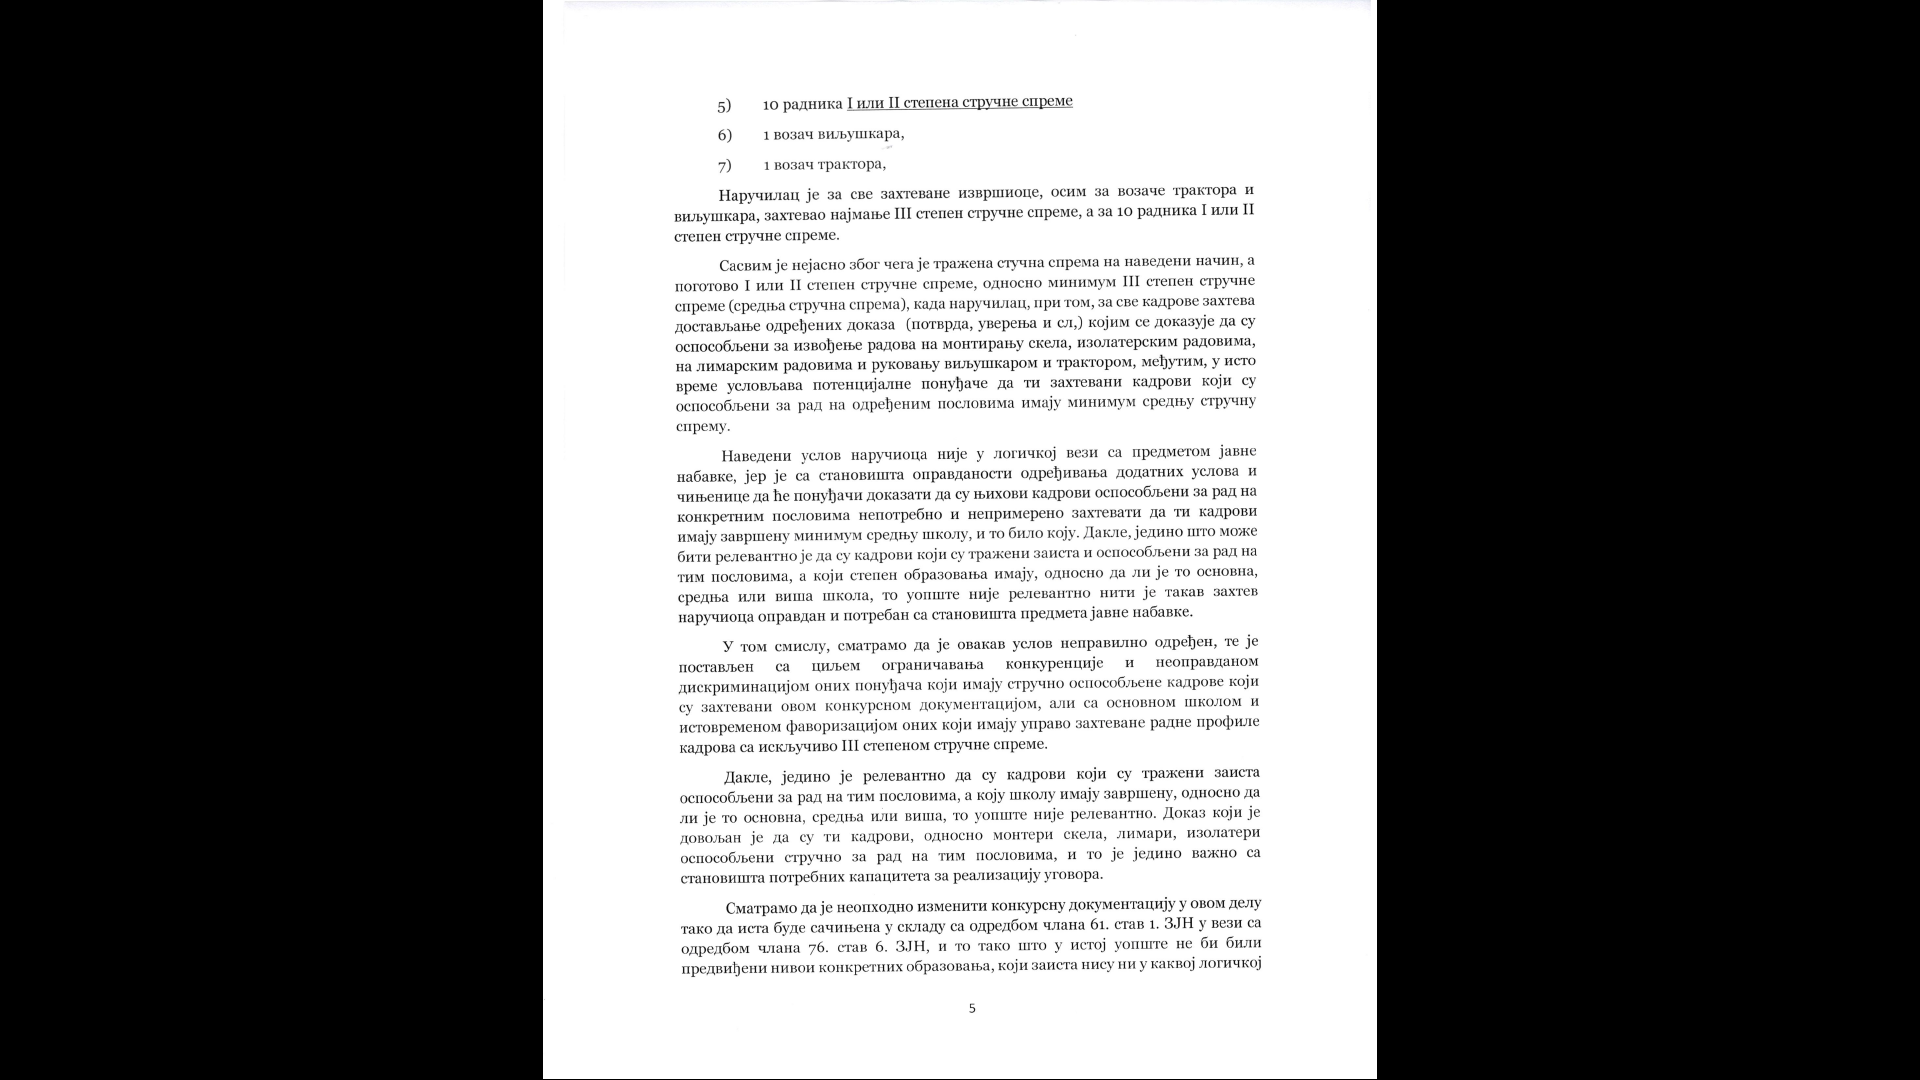 5) 10 радника I или II степена стручне спреме
6) 1 возач виљушкара,
7) 1 возач трактора,
Наручилац је за све захтеване извршиоце, осим за возаче трактора и
виљушкара, захтевао најмање III степен стручне спреме, а за 10 радника I или II
степен стручне спреме.
Сасвим је нејасно због чега је тражена стучна спрема на наведени начин, а
поготово I или II степен стручне спреме, односно минимум III степен стручне
спреме (средња стручна спрема), када наручилац, при том, за све кадрове захтева
достављање одређених доказа (потврда, уверења и сл,) којим се доказује да су
оспособљени за извођење радова на монтирању скела, изолатерским радовима,
на лимарским радовима и руковању виљушкаром и трактором, међутим, у исто
време условљава потенцијалне понуђаче да ти захтевани кадрови који су
оспособљени за рад на одређеним пословима имају минимум средњу стручну
спрему.
Наведени услов наручиоца није у логичкој вези са предметом јавне
набавке, јер је са становишта оправданости одређивања додатних услова и
чињенице да ће понуђачи доказати да су њихови кадрови оспособљени за рад на
конкретним пословима непотребно и непримерено захтевати да ти кадрови
имају завршену минимум средњу школу, и то било коју. Дакле, једино што може
бити релевантно је да су кадрови који су тражени заиста и оспособљени за рад на
тим пословима, а који степен образовања имају, односно да ли је то основна,
средња или виша школа, то уопште није релевантно нити је такав захтев
наручиоца оправдан и потребан са становишта предмета јавне набавке.
У том смислу, сматрамо да је овакав услов неправилно одређен, те је
постављен са циљем ограничавања конкуренције и неоправданом
дискриминацијом оних понуђача који имају стручно оспособљене кадрове који
су захтевани овом конкурсном документацијом, али са основном школом и
истовременом фаворизацијом оних који имају управо захтеване радне профиле
кадрова са искључиво III степеном стручне спреме.
Дакле, једино је релевантно да су кадрови који су тражени заиста
оспособљени за рад на тим пословима, а коју школу имају завршену, односно да
ли је то основна, средња или виша, то уопште није релевантно. Доказ који је
довољан је да су ти кадрови, односно монтери скела, лимари, изолатери
оспособљени стручно за рад на тим пословима, и то је једино важно са
становишта потребних капацитета за реализацију уговора.
Сматрамо да је неопходно изменити конкурсну документацију у овом делу
тако да иста буде сачињена у складу са одредбом члана 61. став 1. ЗЈН у вези са
одредбом члана 76. став 6. ЗЈН, и то тако што у истој уопште не би били
предвиђени нивои конкретних образовања, који заиста нису ни у каквој логичкој
5